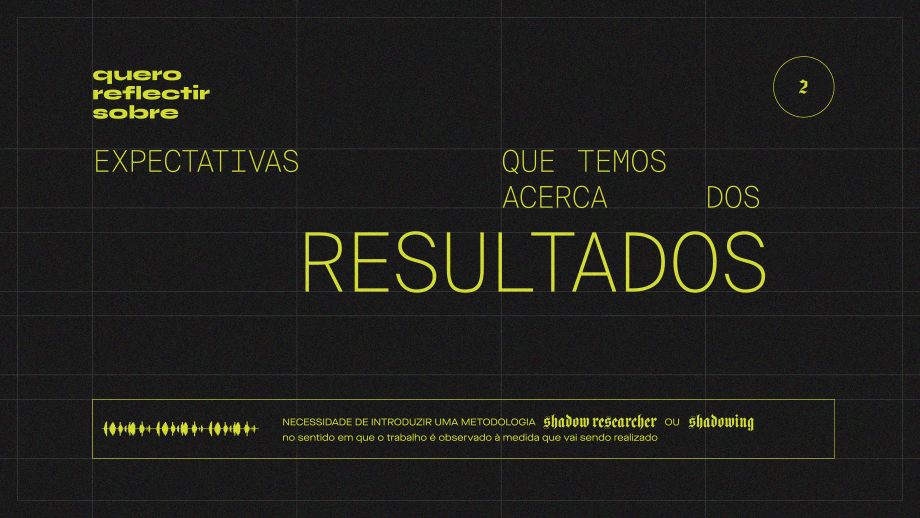 quero
reflectir
sobre
2
EXPECTATIVAS QUE TEMOS
ACERCA DOS
RESULTADOS
NECESSIDADE DE INTRODUZIR UMA METODOLOGIA shadow researcher OU shadowing
no sentido em que o trabalho é observado à medida que vai sendo realizado